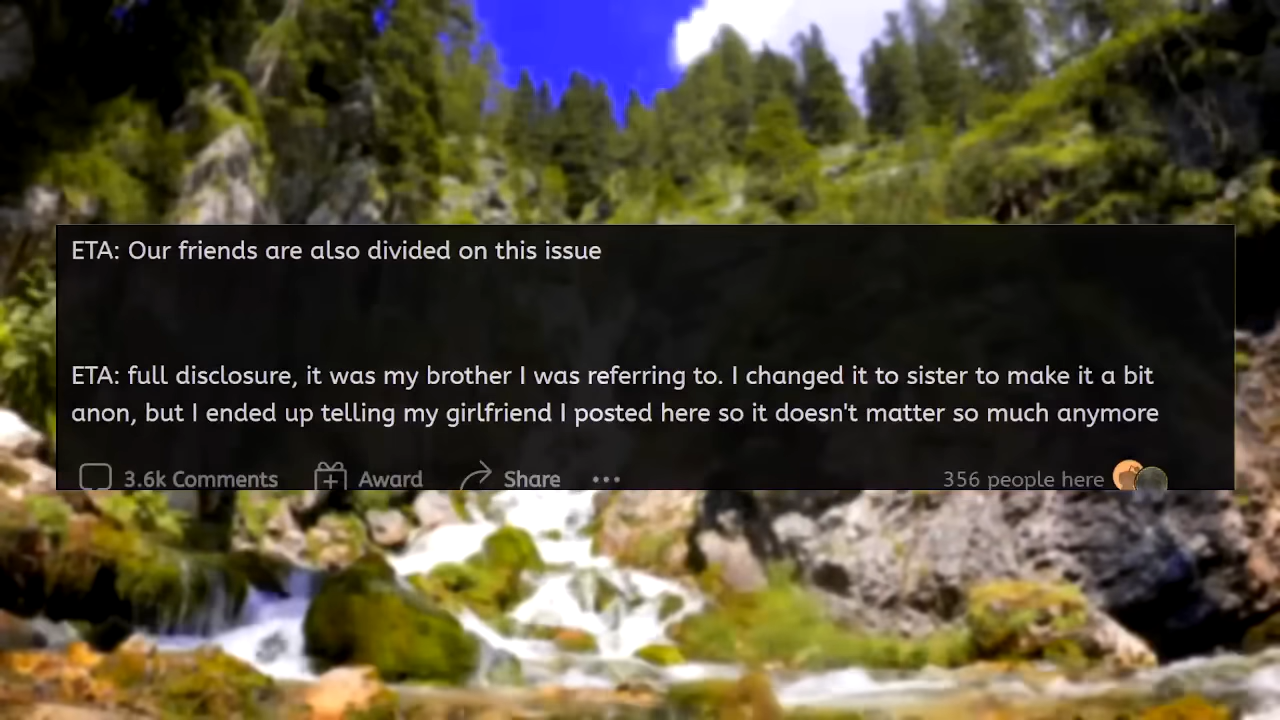 ETA: Our friends are also divided on this issue
ETA: full disclosure, it was my brother I was referring to. I changed it to sister to make it a bit
anon, but I ended up telling my girlfriend I posted here so it doesn't matter so much anymore
3.6k Comments Award Share ••• 356 people here